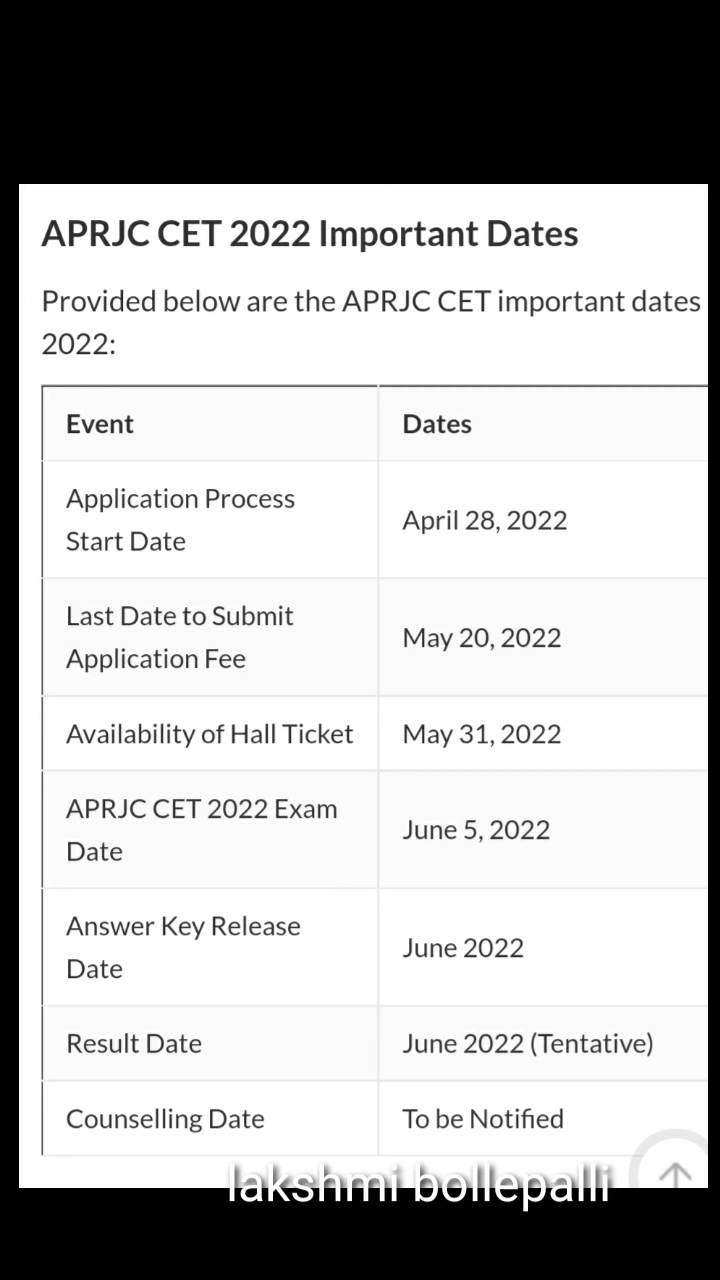 APRJC CET 2022 Important Dates
Provided below are the APRJC CET important dates
2022:
Event
Dates
Application Process
Start Date
April 28, 2022
Last Date to Submit
Application Fee
May 20, 2022
Availability of Hall Ticket
May 31, 2022
APRJC CET 2022 Exam
Date
June 5, 2022
Answer Key Release
Date
June 2022
Result Date
June 2022 (Tentative)
Counselling Date
To be Notified
lakshmi bollepalli